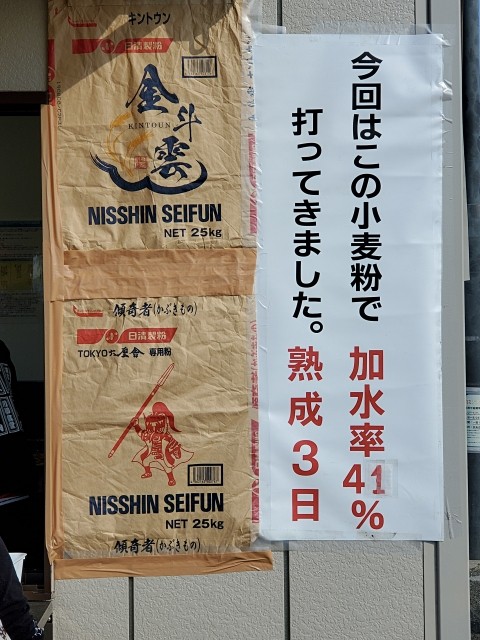 キントウン
日清製粉
金斗雲
KINTOUN
NISSHIN SEIFUN
NET 25kg
傾奇者(かぶきもの)
日清製粉
TOKYO六星會 専用粉
NISSHIN SEIFUN
NET 25kg
傾奇者(かぶきもの)
今回はこの小麦粉で 加水率41%
打ってきました。熟成3日